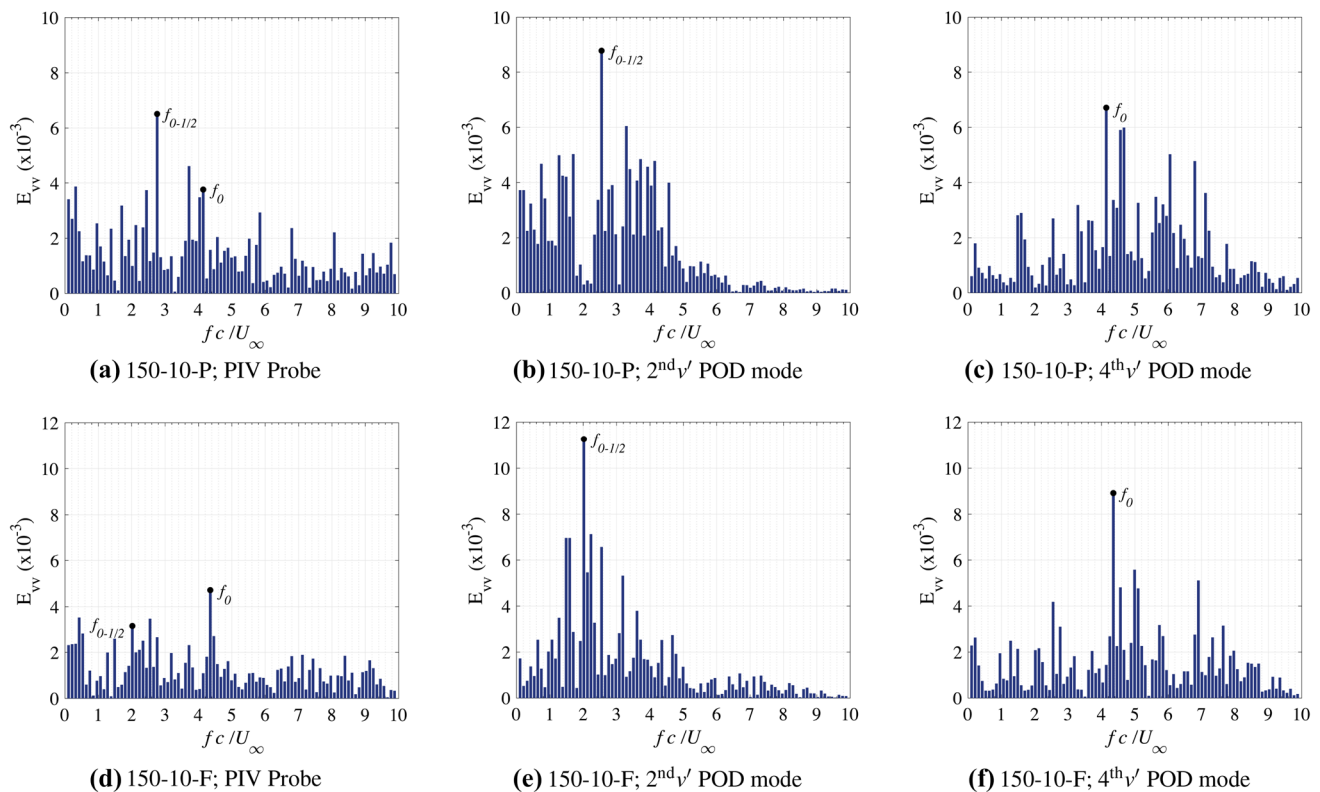 10
8
6
4
2
0
E_vv (x10^-3)
f_0-1/2
f_0
0 1 2 3 4 5 6 7 8 9 10
f c /U_∞
(a) 150-10-P; PIV Probe
10
8
6
4
2
0
E_vv (x10^-3)
f_0-1/2
0 1 2 3 4 5 6 7 8 9 10
f c /U_∞
(b) 150-10-P; 2nd v′ POD mode
10
8
6
4
2
0
E_vv (x10^-3)
f_0
0 1 2 3 4 5 6 7 8 9 10
f c /U_∞
(c) 150-10-P; 4th v′ POD mode
12
10
8
6
4
2
0
E_vv (x10^-3)
f_0-1/2
f_0
0 1 2 3 4 5 6 7 8 9 10
f c /U_∞
(d) 150-10-F; PIV Probe
12
10
8
6
4
2
0
E_vv (x10^-3)
f_0-1/2
0 1 2 3 4 5 6 7 8 9 10
f c /U_∞
(e) 150-10-F; 2nd v′ POD mode
12
10
8
6
4
2
0
E_vv (x10^-3)
f_0
0 1 2 3 4 5 6 7 8 9 10
f c /U_∞
(f) 150-10-F; 4th v′ POD mode